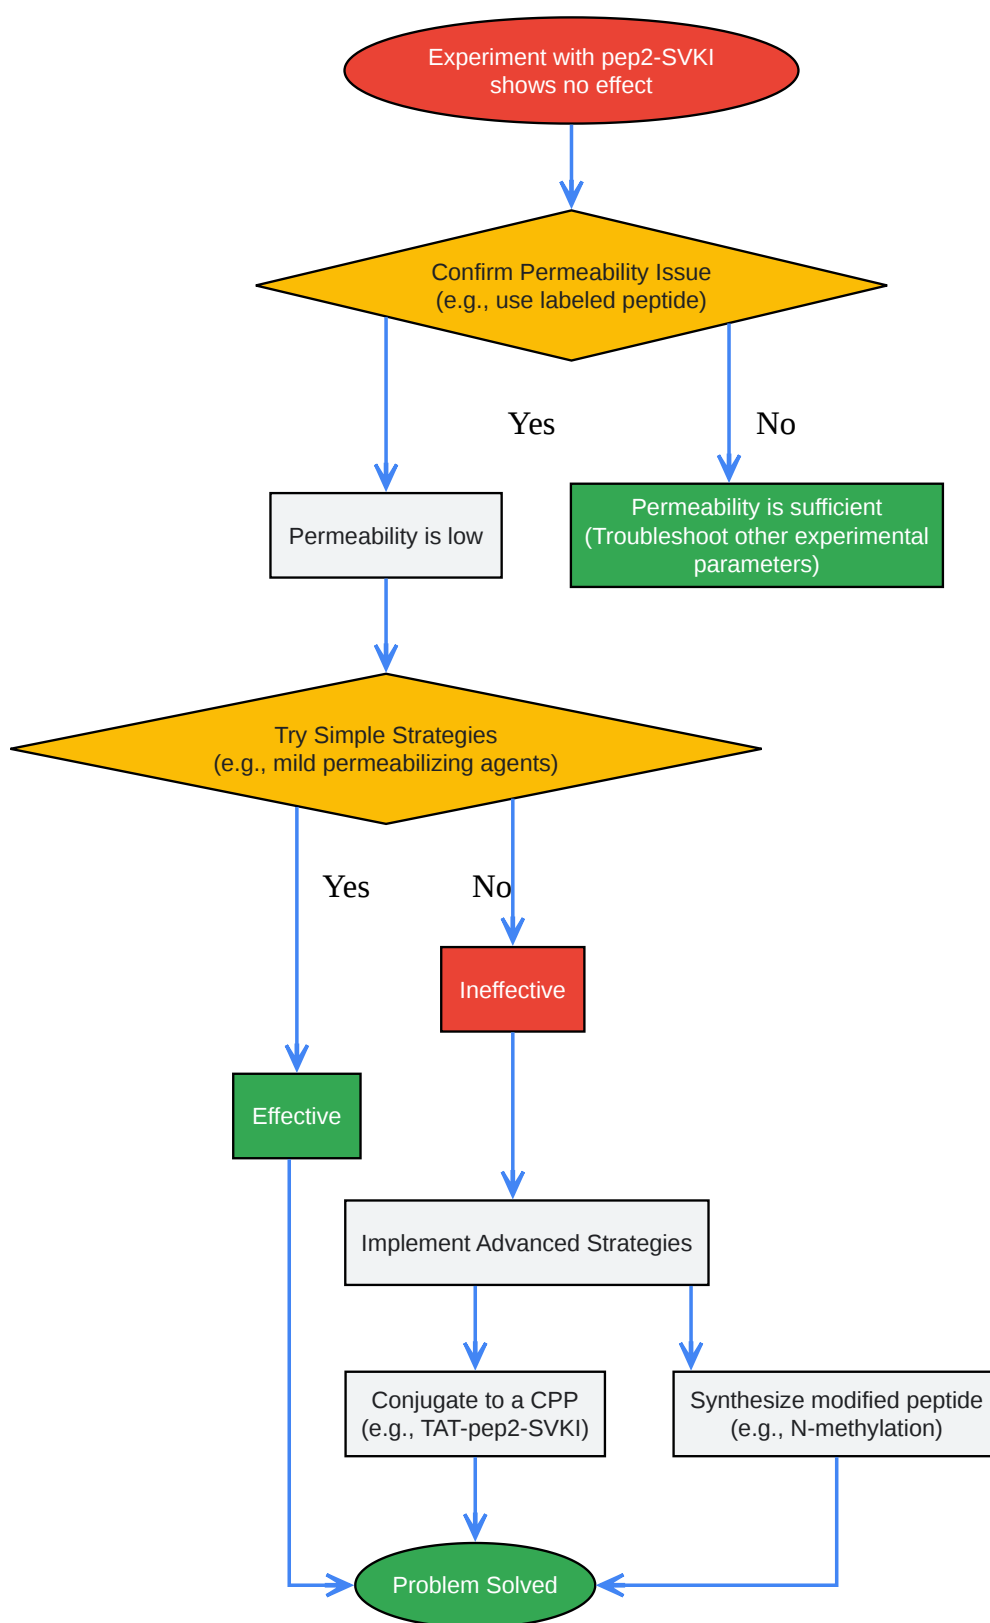 Experiment with pep2-SVKI
shows no effect
Confirm Permeability Issue
(e.g., use labeled peptide)
Yes
No
Permeability is low
Permeability is sufficient
(Troubleshoot other experimental
parameters)
Try Simple Strategies
(e.g., mild permeabilizing agents)
Yes
No
Ineffective
Effective
Implement Advanced Strategies
Conjugate to a CPP
(e.g., TAT-pep2-SVKI)
Synthesize modified peptide
(e.g., N-methylation)
Problem Solved